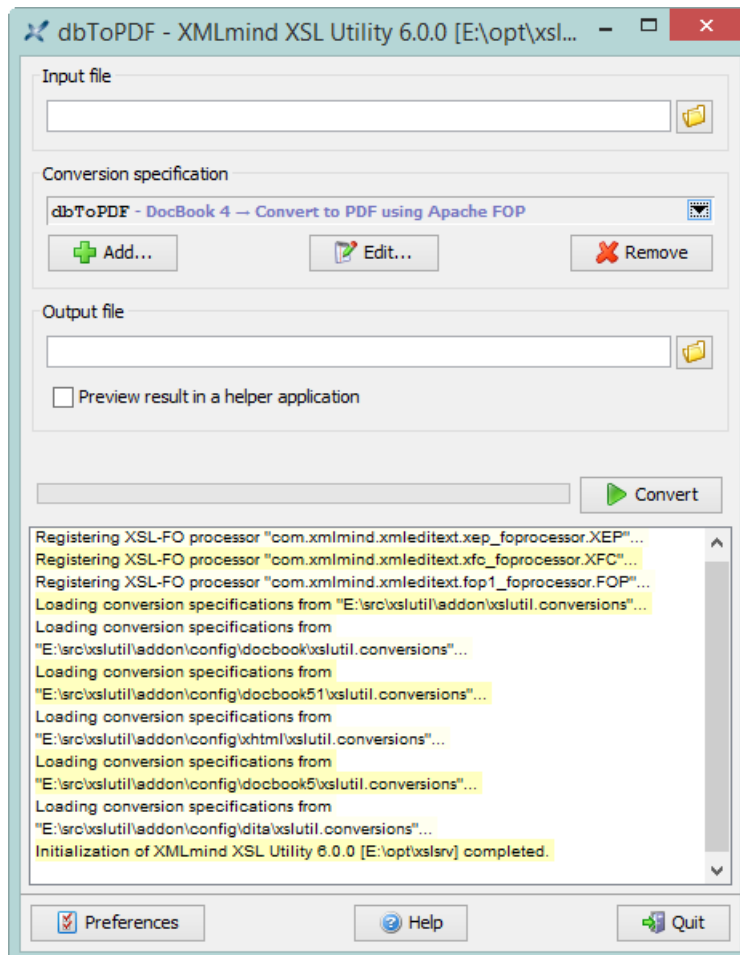 dbToPDF - XMLmind XSL Utility 6.0.0 [E:\opt\xsl...
Input file
Conversion specification
dbToPDF - DocBook 4 → Convert to PDF using Apache FOP
Add... Edit... Remove
Output file
Preview result in a helper application
Convert
Registering XSL-FO processor "com.xmlmind.xmleditext.xep_foprocessor.XEP"...
Registering XSL-FO processor "com.xmlmind.xmleditext.xfc_foprocessor.XFC"...
Registering XSL-FO processor "com.xmlmind.xmleditext.fop1_foprocessor.FOP"...
Loading conversion specifications from "E:\src\xslutil\addon\xslutil.conversions"...
Loading conversion specifications from
"E:\src\xslutil\addon\config\docbook\xslutil.conversions"...
Loading conversion specifications from
"E:\src\xslutil\addon\config\docbook51\xslutil.conversions"...
Loading conversion specifications from
"E:\src\xslutil\addon\config\xhtml\xslutil.conversions"...
Loading conversion specifications from
"E:\src\xslutil\addon\config\docbook5\xslutil.conversions"...
Loading conversion specifications from
"E:\src\xslutil\addon\config\dita\xslutil.conversions"...
Initialization of XMLmind XSL Utility 6.0.0 [E:\opt\xslsrv] completed.
Preferences Help Quit